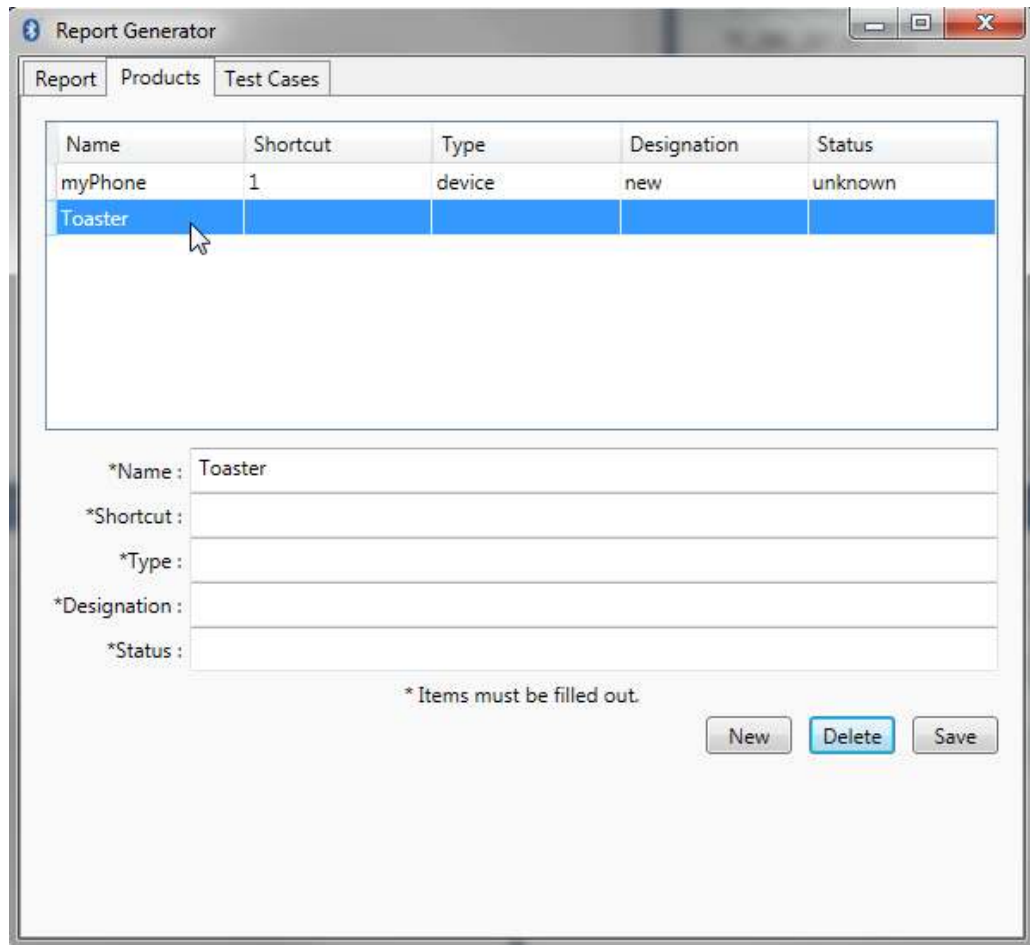 Report Generator
Report Products Test Cases
Name Shortcut Type Designation Status
myPhone 1 device new unknown
Toaster
*Name : Toaster
*Shortcut :
*Type :
*Designation :
*Status :
* Items must be filled out.
New Delete Save